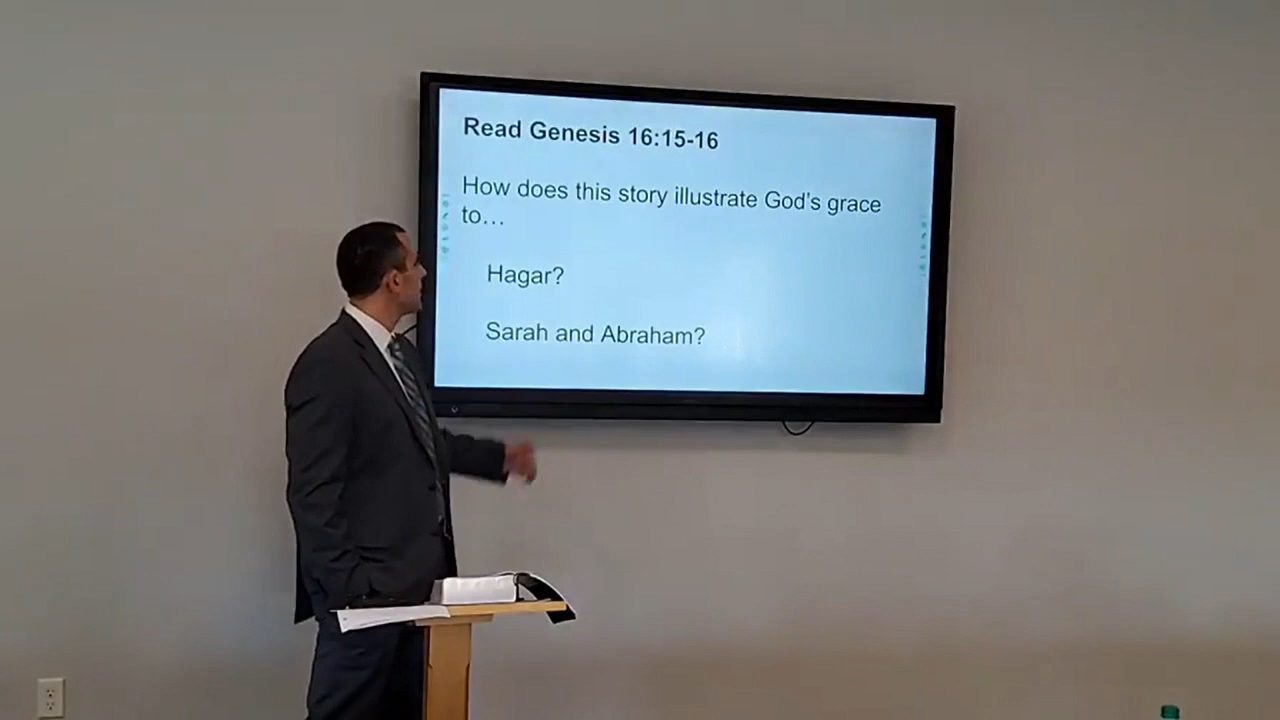 Read Genesis 16:15-16
How does this story illustrate God's grace
to...
Hagar?
Sarah and Abraham?